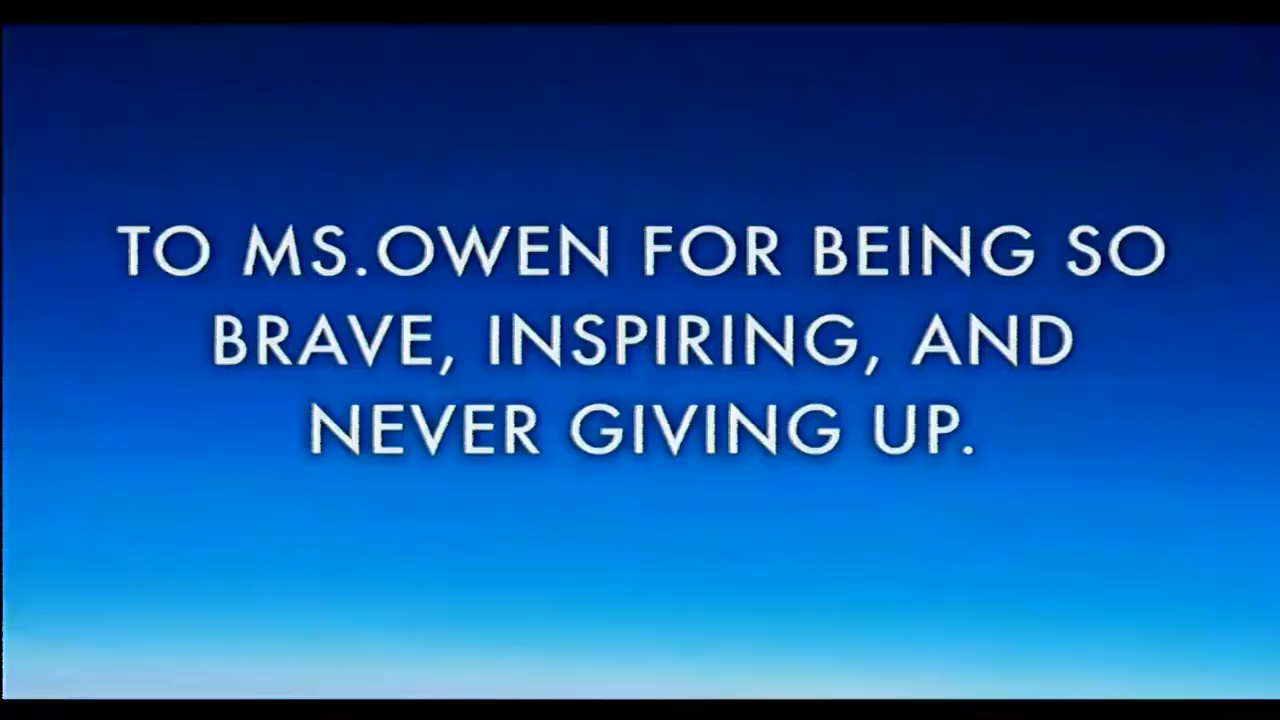 TO MS.OWEN FOR BEING SO
BRAVE, INSPIRING, AND
NEVER GIVING UP.